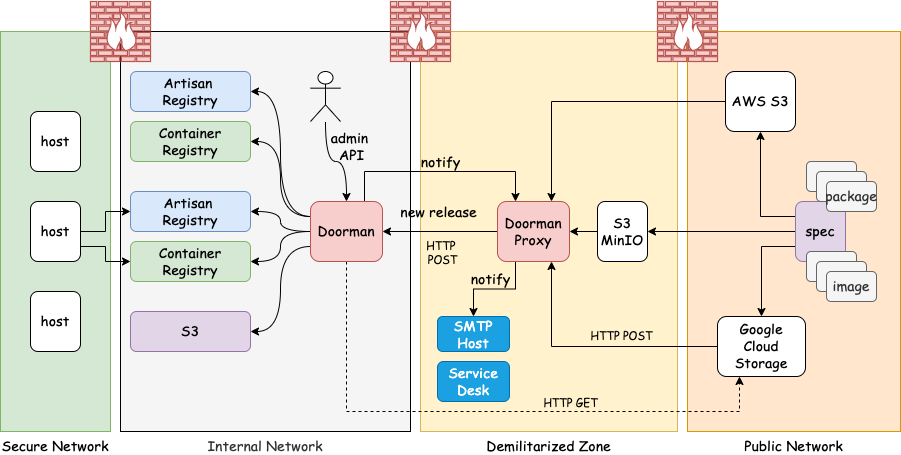 Artisan
Registry
Container
Registry
admin
API
host
host
host
Artisan
Registry
Container
Registry
S3
Doorman
notify
new release
HTTP
POST
Doorman
Proxy
S3
MinIO
notify
SMTP
Host
Service
Desk
HTTP POST
HTTP GET
AWS S3
package
spec
image
Google
Cloud
Storage
Secure Network
Internal Network
Demilitarized Zone
Public Network